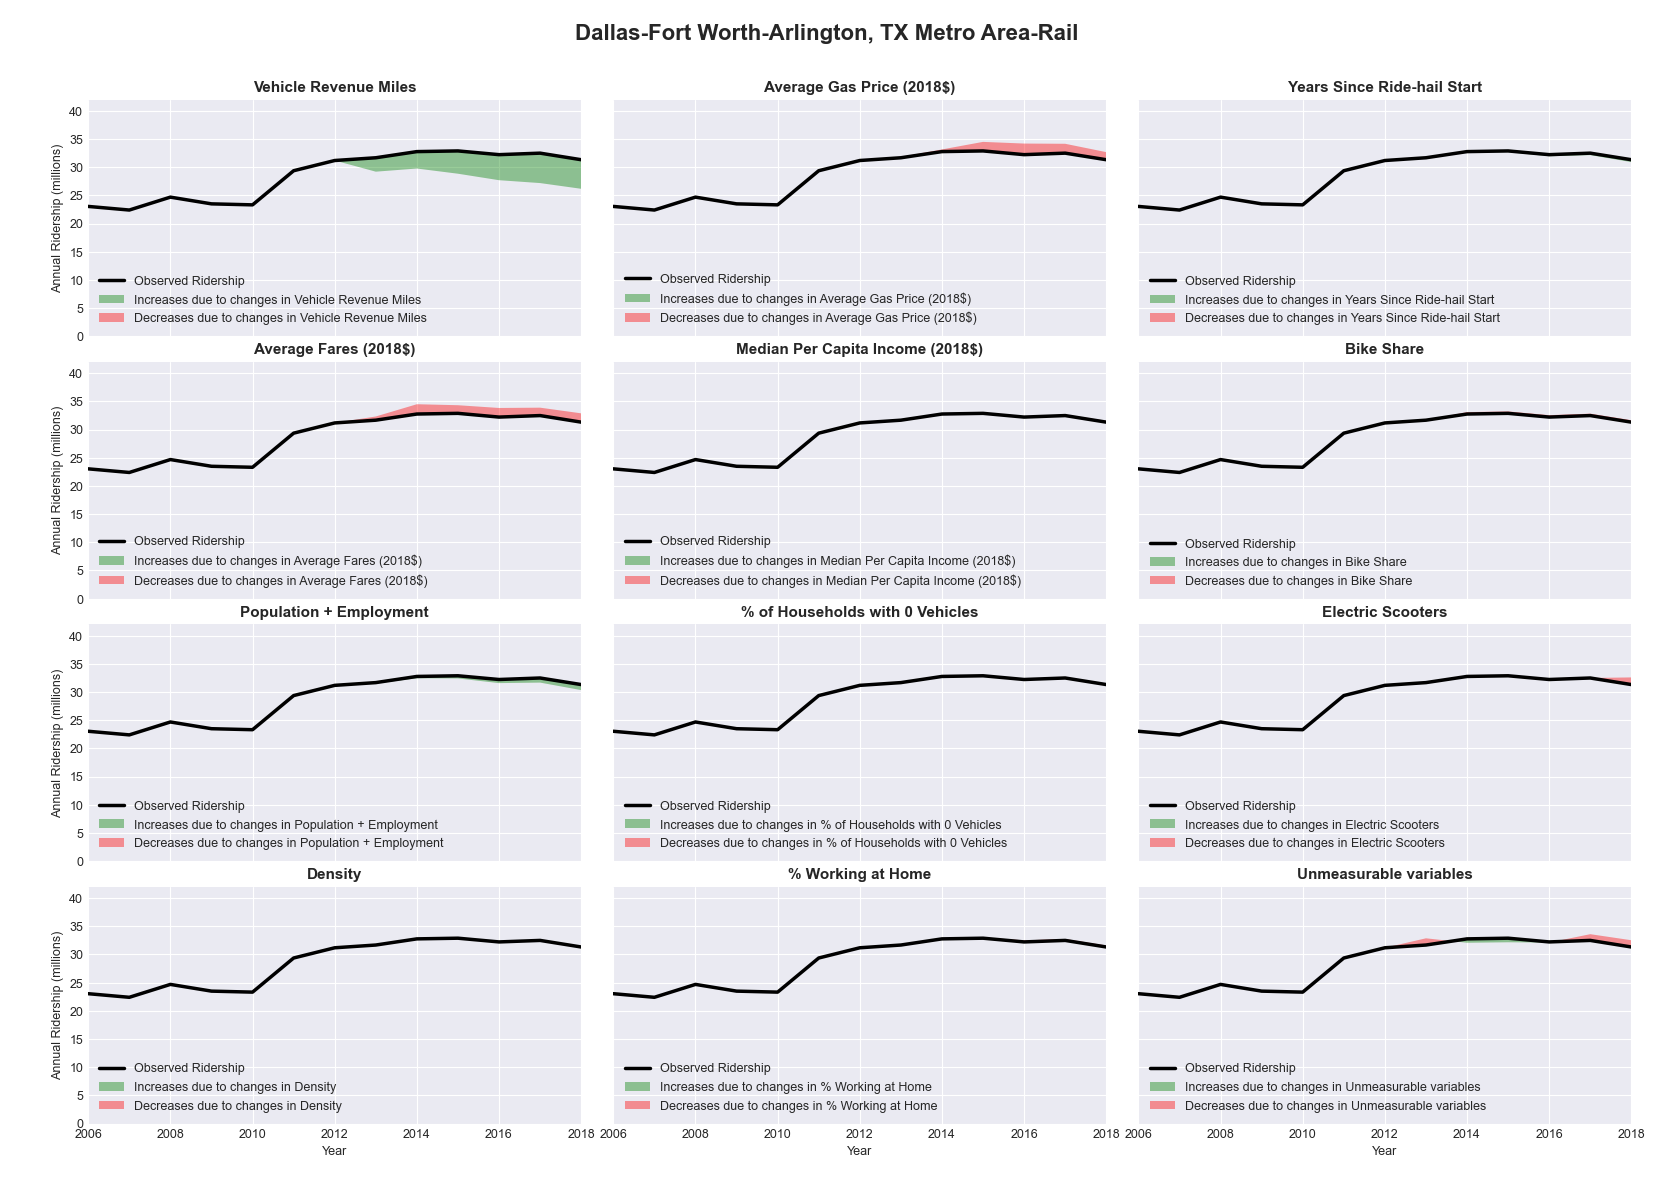 Dallas-Fort Worth-Arlington, TX Metro Area-Rail
Vehicle Revenue Miles
40
35
30
25
20
15
10
5
0
Annual Ridership (millions)
Observed Ridership
Increases due to changes in Vehicle Revenue Miles
Decreases due to changes in Vehicle Revenue Miles
Average Gas Price (2018$)
Observed Ridership
Increases due to changes in Average Gas Price (2018$)
Decreases due to changes in Average Gas Price (2018$)
Years Since Ride-hail Start
Observed Ridership
Increases due to changes in Years Since Ride-hail Start
Decreases due to changes in Years Since Ride-hail Start
Average Fares (2018$)
40
35
30
25
20
15
10
5
0
Annual Ridership (millions)
Observed Ridership
Increases due to changes in Average Fares (2018$)
Decreases due to changes in Average Fares (2018$)
Median Per Capita Income (2018$)
Observed Ridership
Increases due to changes in Median Per Capita Income (2018$)
Decreases due to changes in Median Per Capita Income (2018$)
Bike Share
Observed Ridership
Increases due to changes in Bike Share
Decreases due to changes in Bike Share
Population + Employment
40
35
30
25
20
15
10
5
0
Annual Ridership (millions)
Observed Ridership
Increases due to changes in Population + Employment
Decreases due to changes in Population + Employment
% of Households with 0 Vehicles
Observed Ridership
Increases due to changes in % of Households with 0 Vehicles
Decreases due to changes in % of Households with 0 Vehicles
Electric Scooters
Observed Ridership
Increases due to changes in Electric Scooters
Decreases due to changes in Electric Scooters
Density
40
35
30
25
20
15
10
5
0
Annual Ridership (millions)
Observed Ridership
Increases due to changes in Density
Decreases due to changes in Density
2006 2008 2010 2012 2014 2016 2018
Year
% Working at Home
Observed Ridership
Increases due to changes in % Working at Home
Decreases due to changes in % Working at Home
2006 2008 2010 2012 2014 2016 2018
Year
Unmeasurable variables
Observed Ridership
Increases due to changes in Unmeasurable variables
Decreases due to changes in Unmeasurable variables
2006 2008 2010 2012 2014 2016 2018
Year